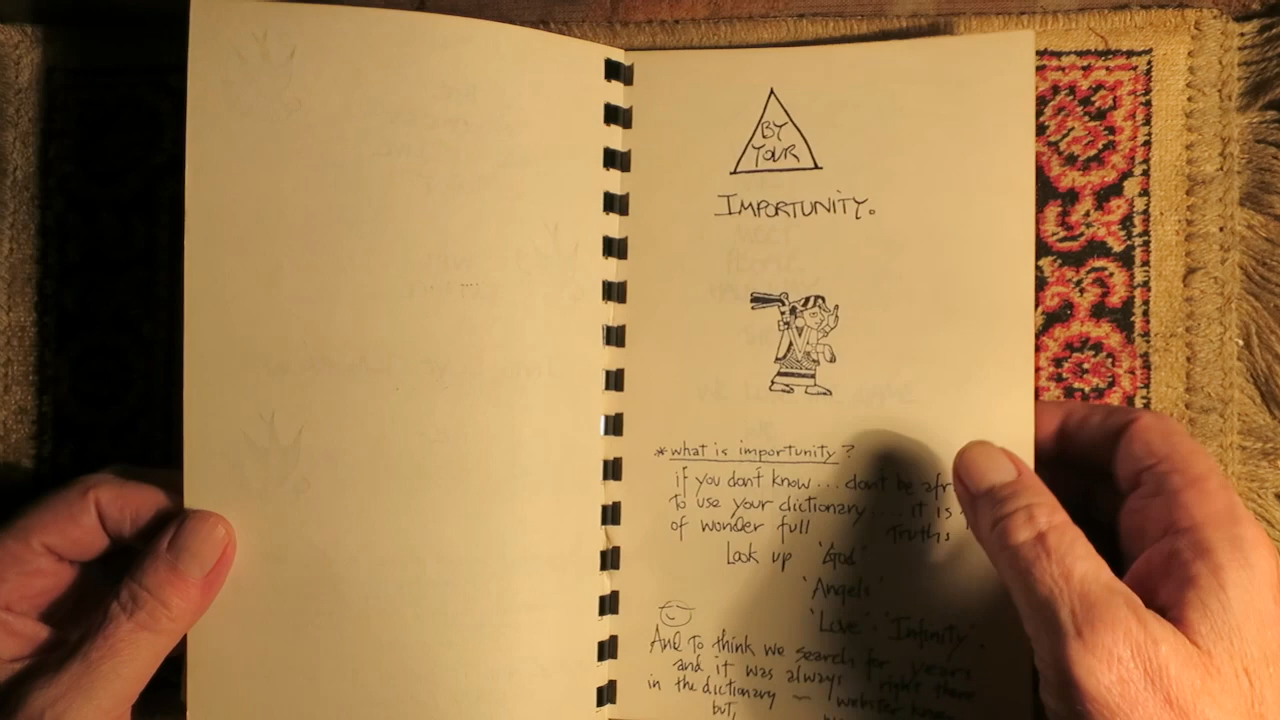 BY
YOUR
IMPORTUNITY.
*what is importunity?
if you don't know... don't be afr
to use your dictionary.... it is
of wonder full Truths
Look up 'God'
'Angels'
'Love'. 'Infinity'.
And to think we search for years
and it was always right there
in the dictionary — webster
but,